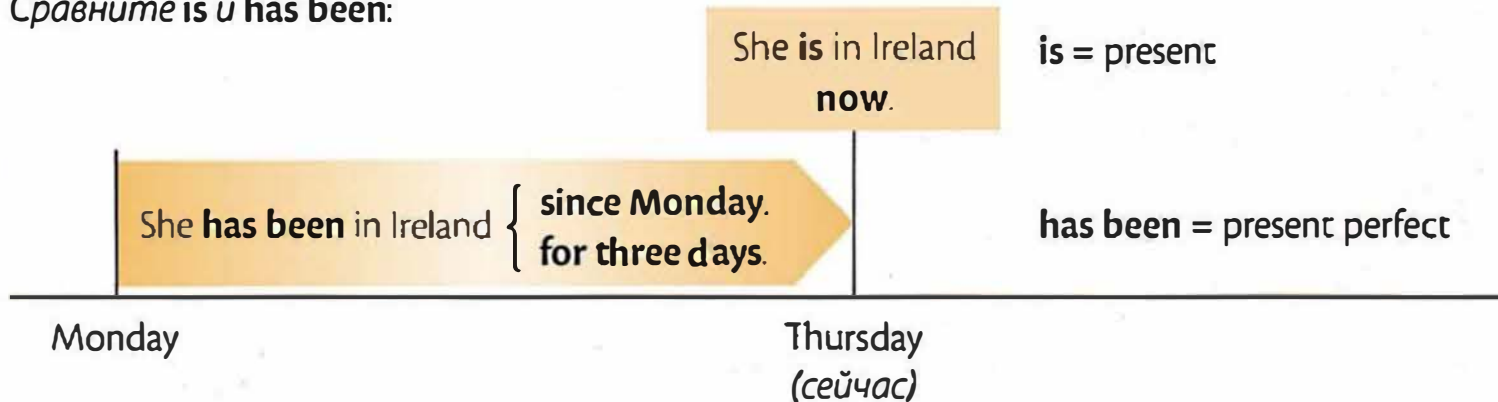 Сравните is и has been:
She is in Ireland
now.
is = present
She has been in Ireland { since Monday.
for three days.
has been = present perfect
Monday
Thursday
(сейчас)